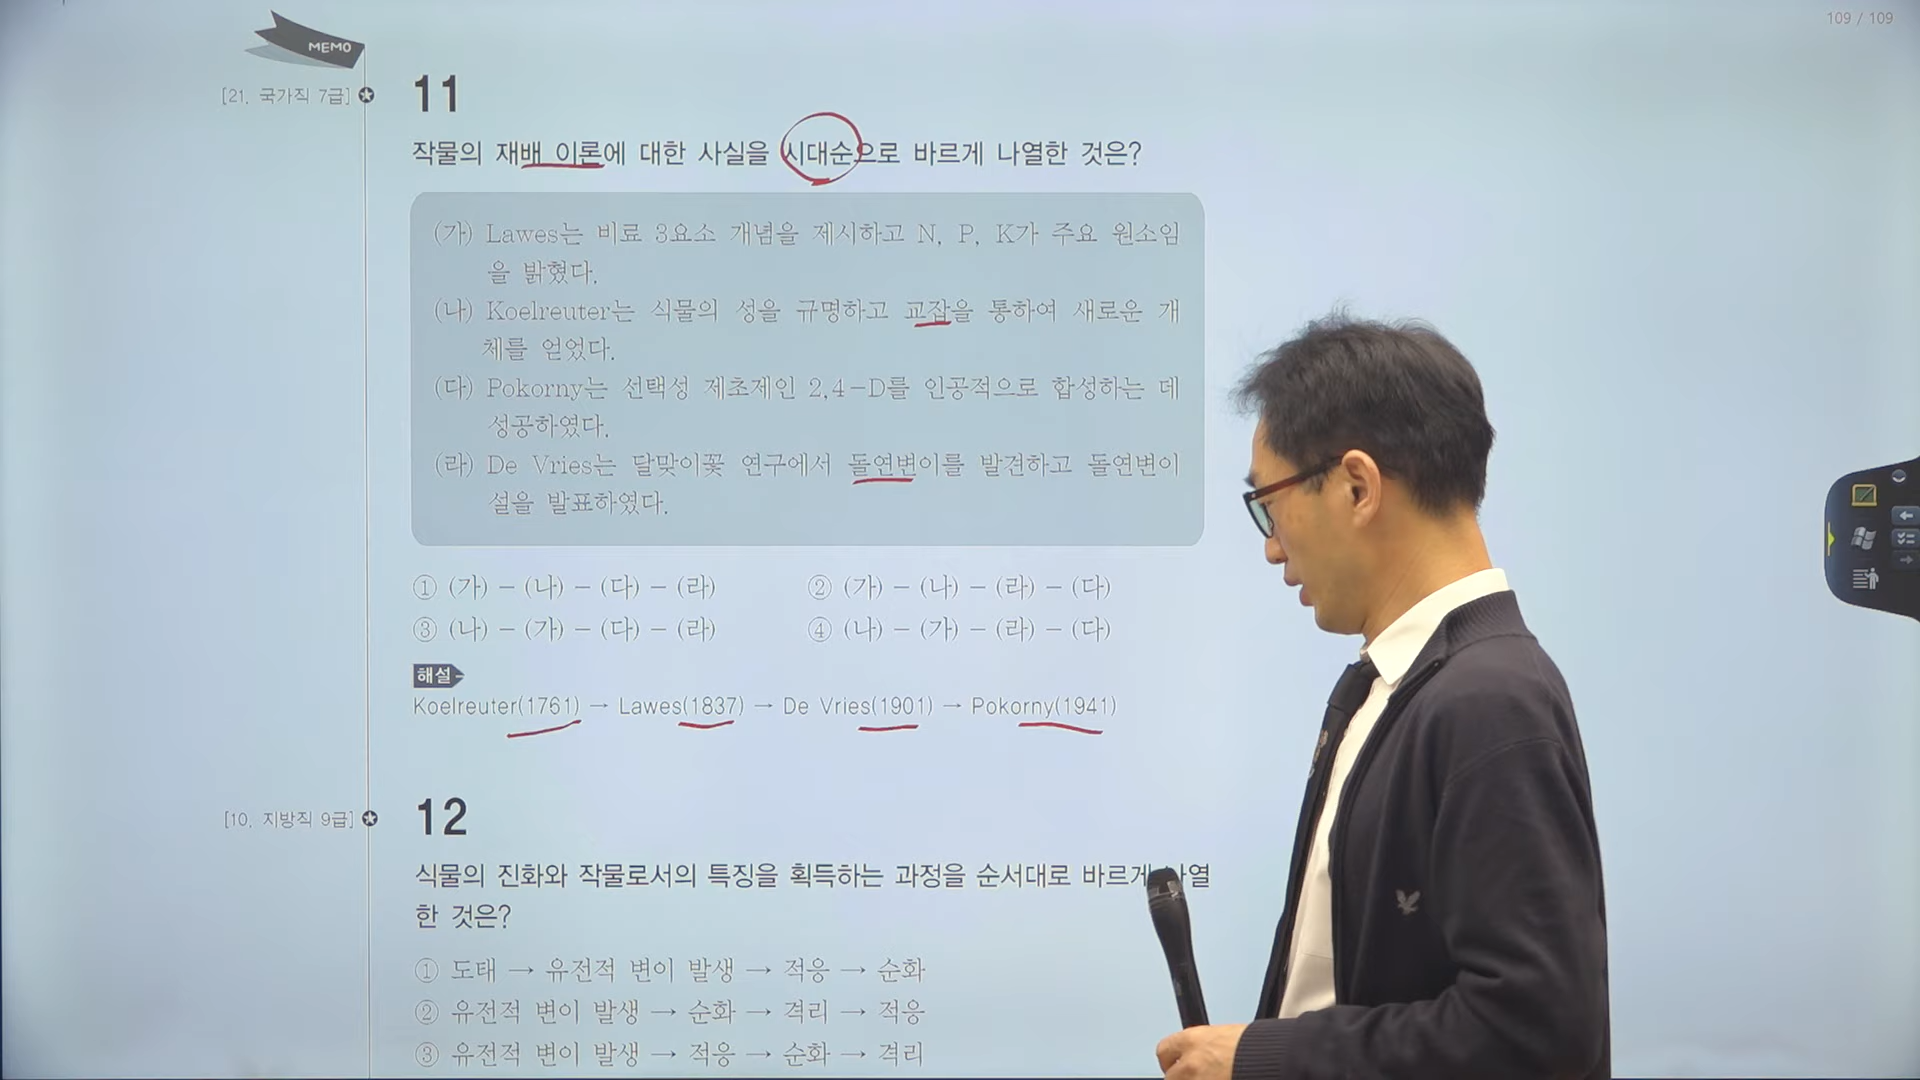 109 / 109
MEMO
[21. 국가직 7급]
11
작물의 재배 이론에 대한 사실을 시대순으로 바르게 나열한 것은?
(가) Lawes는 비료 3요소 개념을 제시하고 N, P, K가 주요 원소임
을 밝혔다.
(나) Koelreuter는 식물의 성을 규명하고 교잡을 통하여 새로운 개
체를 얻었다.
(다) Pokorny는 선택성 제초제인 2,4-D를 인공적으로 합성하는 데
성공하였다.
(라) De Vries는 달맞이꽃 연구에서 돌연변이를 발견하고 돌연변이
설을 발표하였다.
① (가) - (나) - (다) - (라) ② (가) - (나) - (라) - (다)
③ (나) - (가) - (다) - (라) ④ (나) - (가) - (라) - (다)
해설
Koelreuter(1761) → Lawes(1837) → De Vries(1901) → Pokorny(1941)
[10. 지방직 9급]
12
식물의 진화와 작물로서의 특징을 획득하는 과정을 순서대로 바르게
한 것은?
① 도태 → 유전적 변이 발생 → 적응 → 순화
② 유전적 변이 발생 → 순화 → 격리 → 적응
③ 유전적 변이 발생 → 적응 → 순화 → 격리